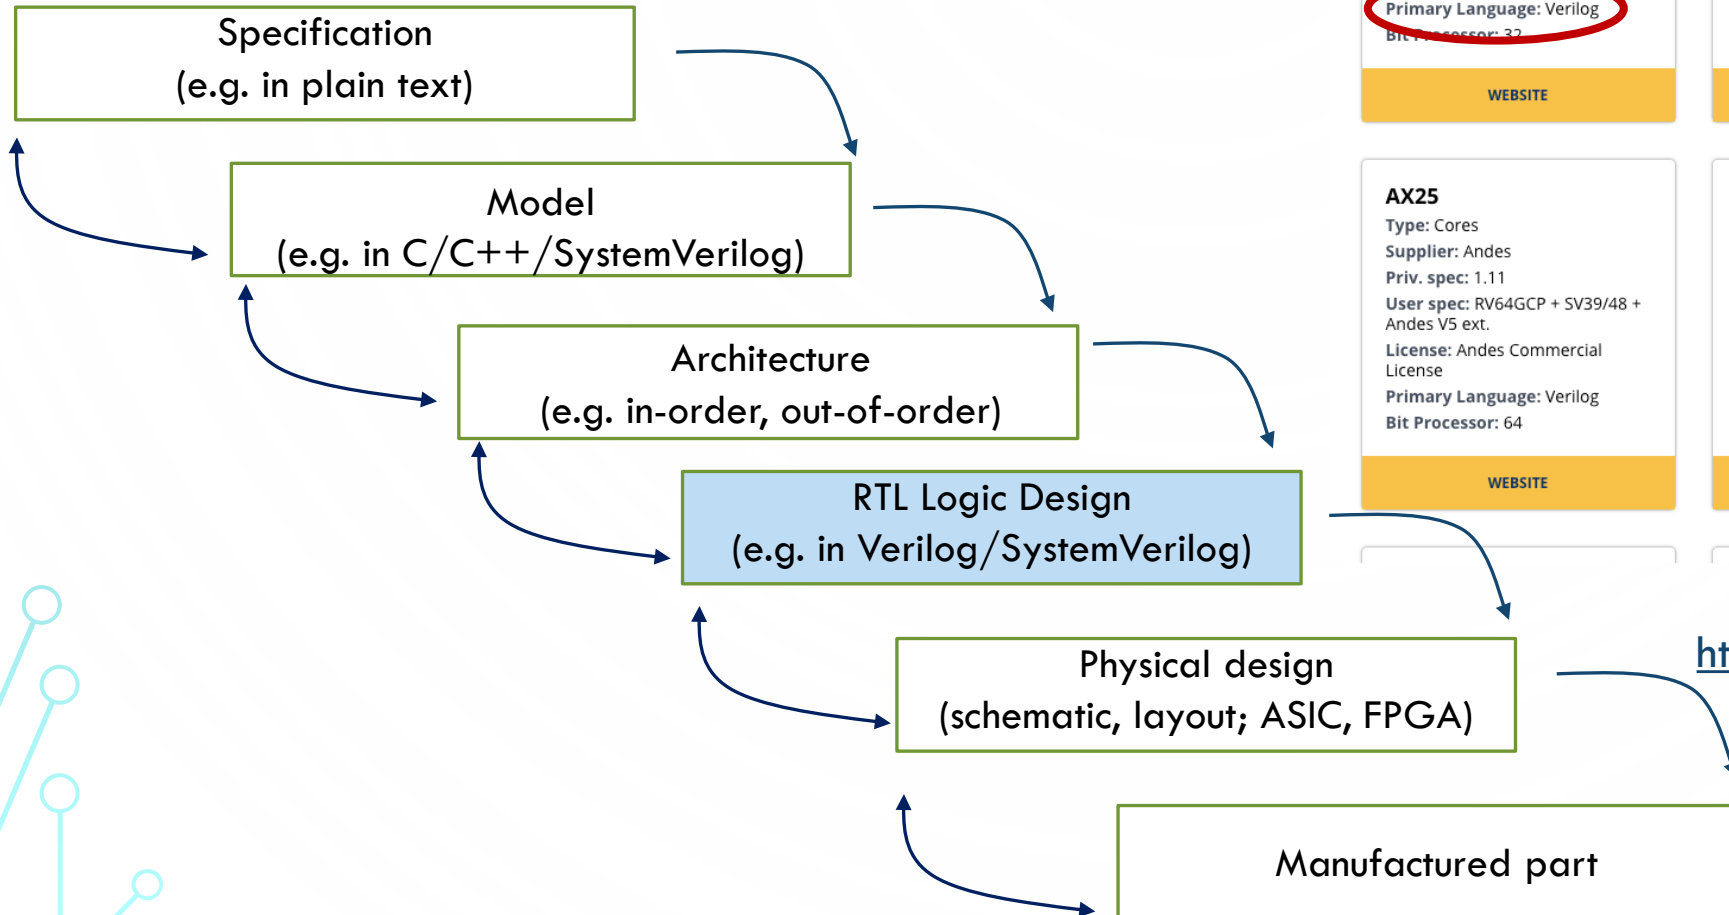 Specification
(e.g. in plain text)
Model
(e.g. in C/C++/SystemVerilog)
Architecture
(e.g. in-order, out-of-order)
RTL Logic Design
(e.g. in Verilog/SystemVerilog)
Physical design
(schematic, layout; ASIC, FPGA)
Manufactured part
Primary Language: Verilog
Bit Processor: 32
WEBSITE
AX25
Type: Cores
Supplier: Andes
Priv. spec: 1.11
User spec: RV64GCP + SV39/48 +
Andes V5 ext.
License: Andes Commercial
License
Primary Language: Verilog
Bit Processor: 64
WEBSITE
ht